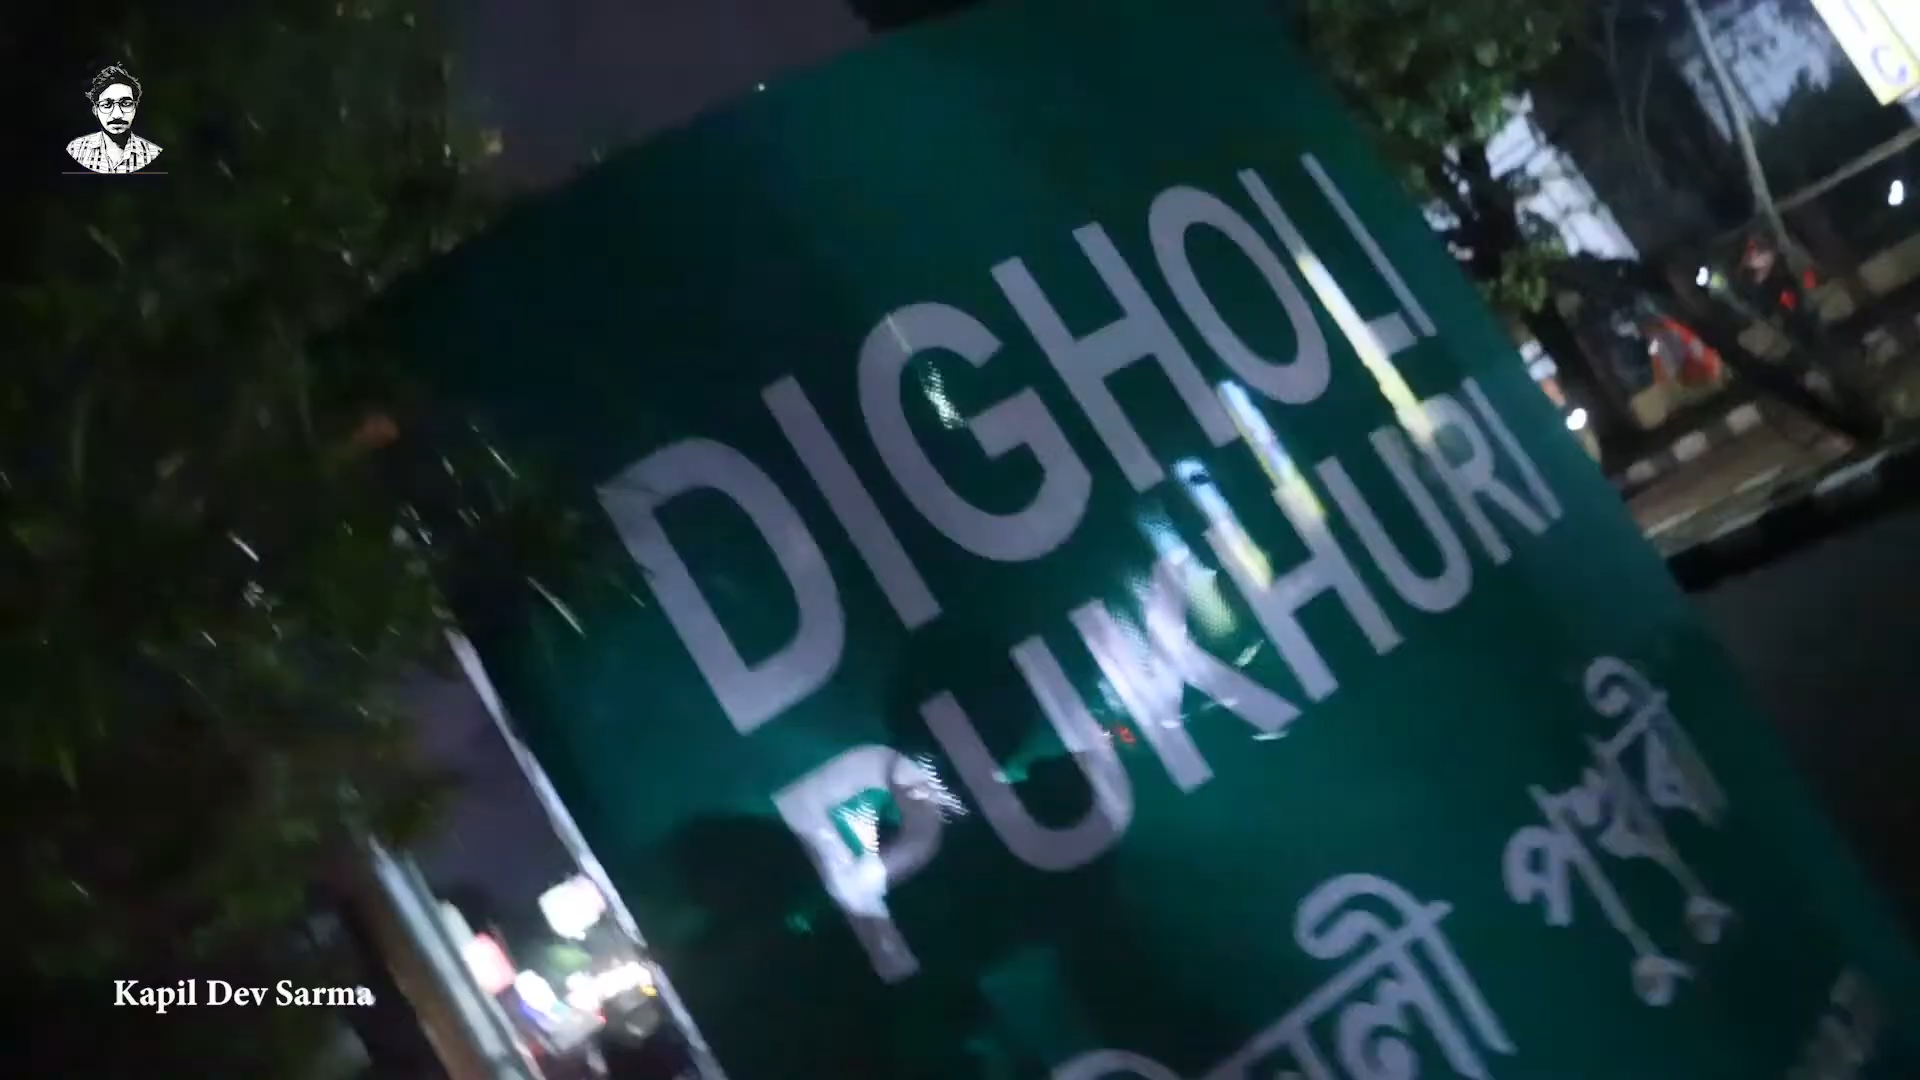 DIGHOLI
PUKHURI
পুখুৰী
Kapil Dev Sarma